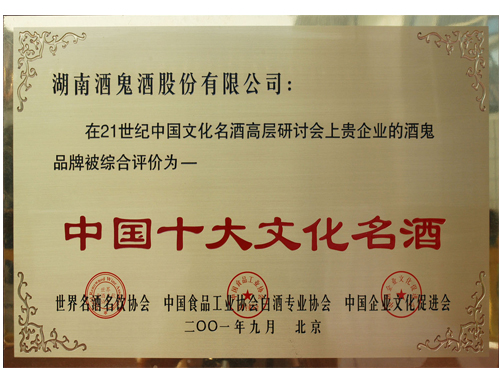 湖南酒鬼酒股份有限公司：
在21世纪中国文化名酒高层研讨会上贵企业的酒鬼
品牌被综合评价为—
中国十大文化名酒
世界名酒名饮协会 中国食品工业协会白酒专业协会 中国企业文化促进会
二〇〇一年九月 北京